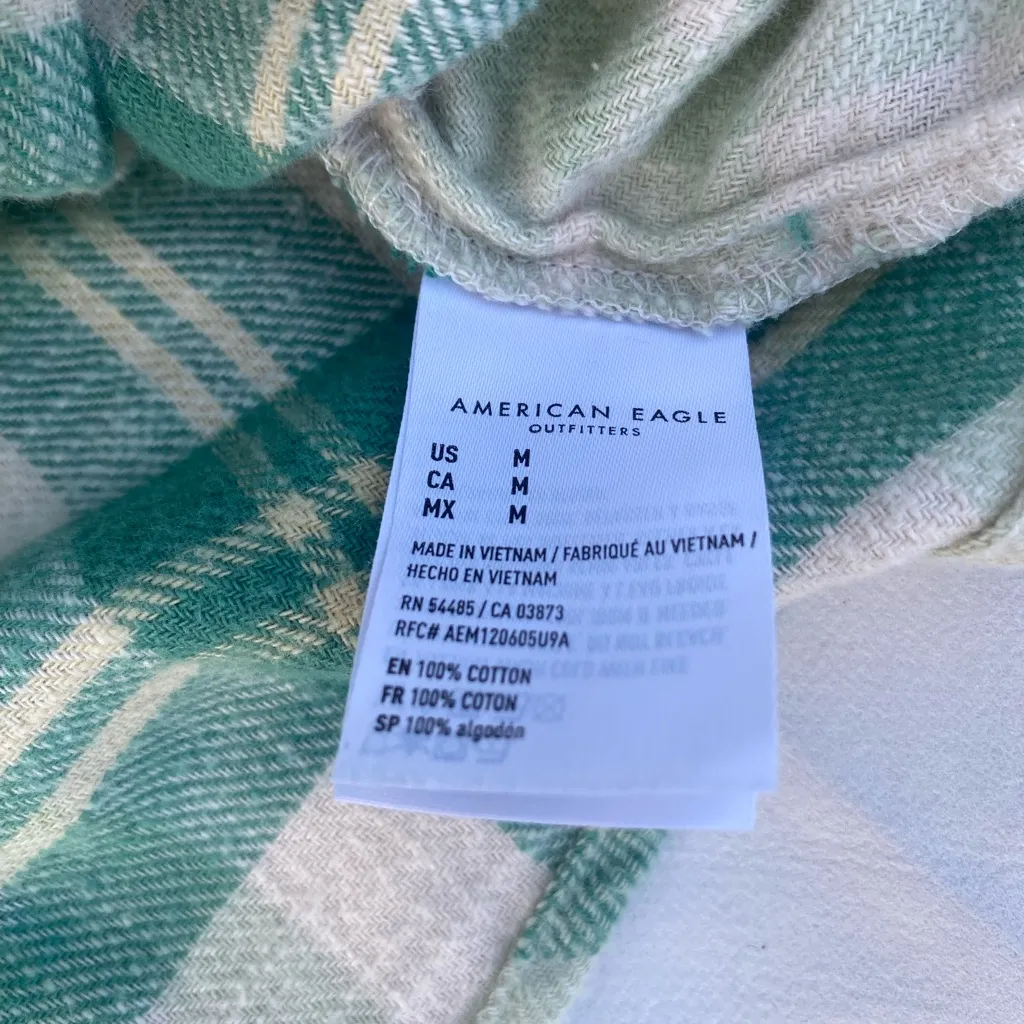 AMERICAN EAGLE
OUTFITTERS
US M
CA M
MX M
MADE IN VIETNAM / FABRIQUÉ AU VIETNAM /
HECHO EN VIETNAM
RN 54485 / CA 03873
RFC# AEM120605U9A
EN 100% COTTON
FR 100% COTON
SP 100% algodón